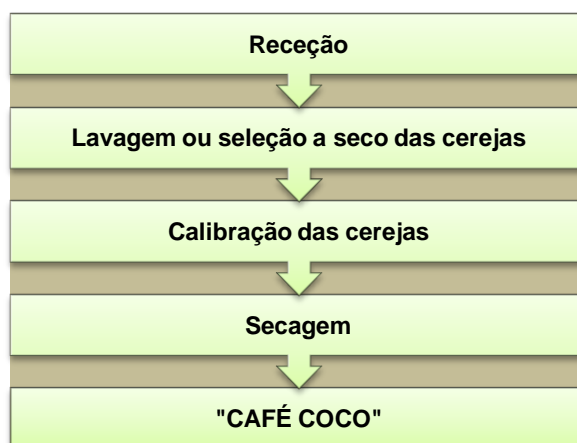 Receção
Lavagem ou seleção a seco das cerejas
Calibração das cerejas
Secagem
"CAFÉ COCO"